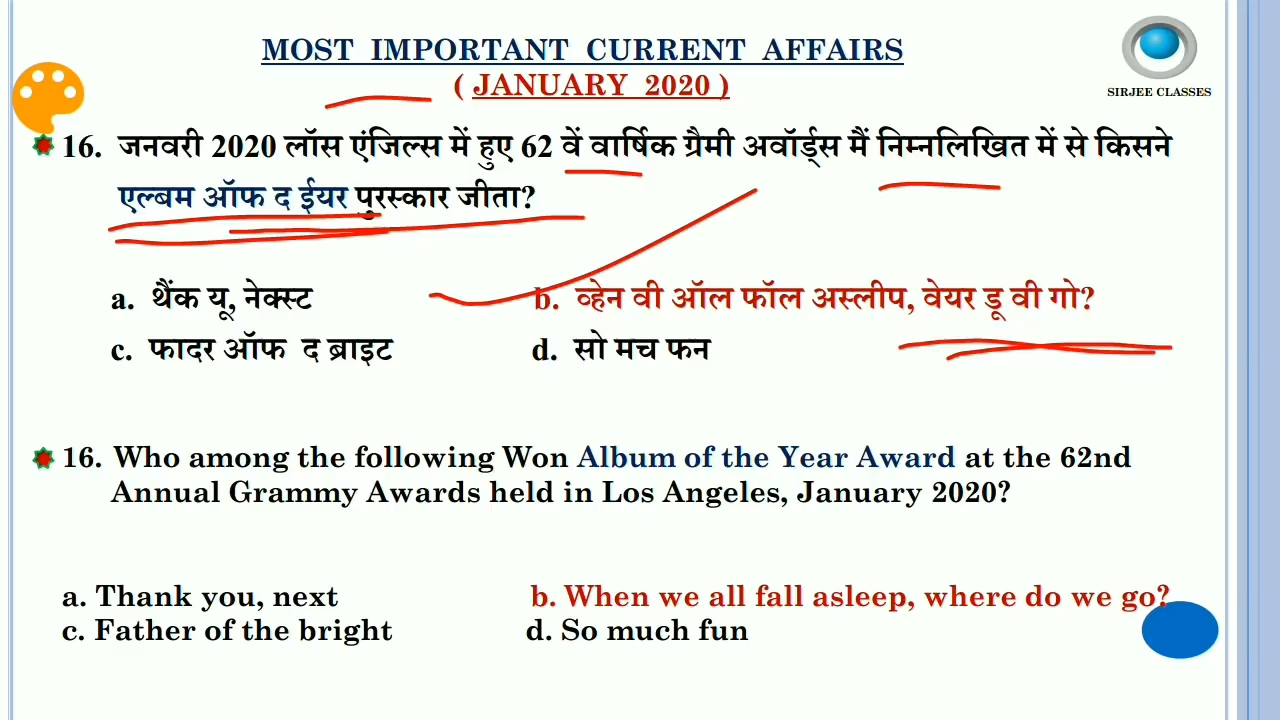 MOST IMPORTANT CURRENT AFFAIRS
( JANUARY 2020 )
SIRJEE CLASSES
16. जनवरी 2020 लॉस एंजिल्स में हुए 62 वें वार्षिक ग्रैमी अवॉर्ड्स मैं निम्नलिखित में से किसने
एल्बम ऑफ द ईयर पुरस्कार जीता?
a. थैंक यू, नेक्स्ट b. व्हेन वी ऑल फॉल अस्लीप, वेयर डू वी गो?
c. फादर ऑफ द ब्राइट d. सो मच फन
16. Who among the following Won Album of the Year Award at the 62nd
Annual Grammy Awards held in Los Angeles, January 2020?
a. Thank you, next b. When we all fall asleep, where do we go?
c. Father of the bright d. So much fun